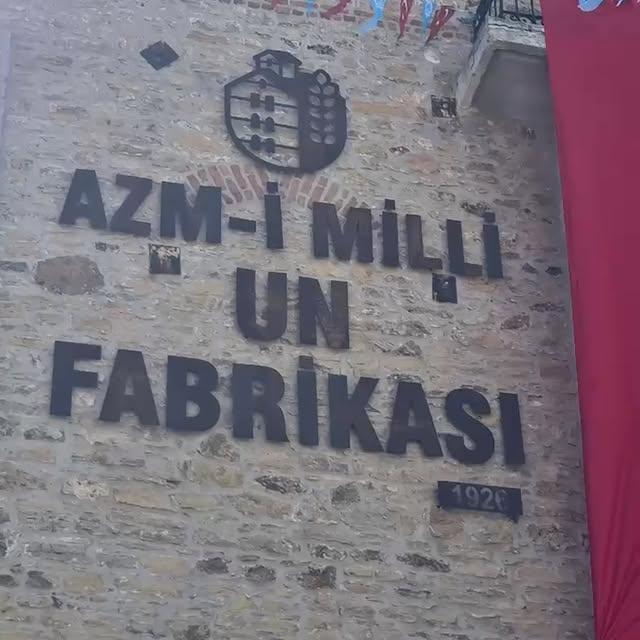 AZM-İ MİLLİ
UN
FABRİKASI
1926